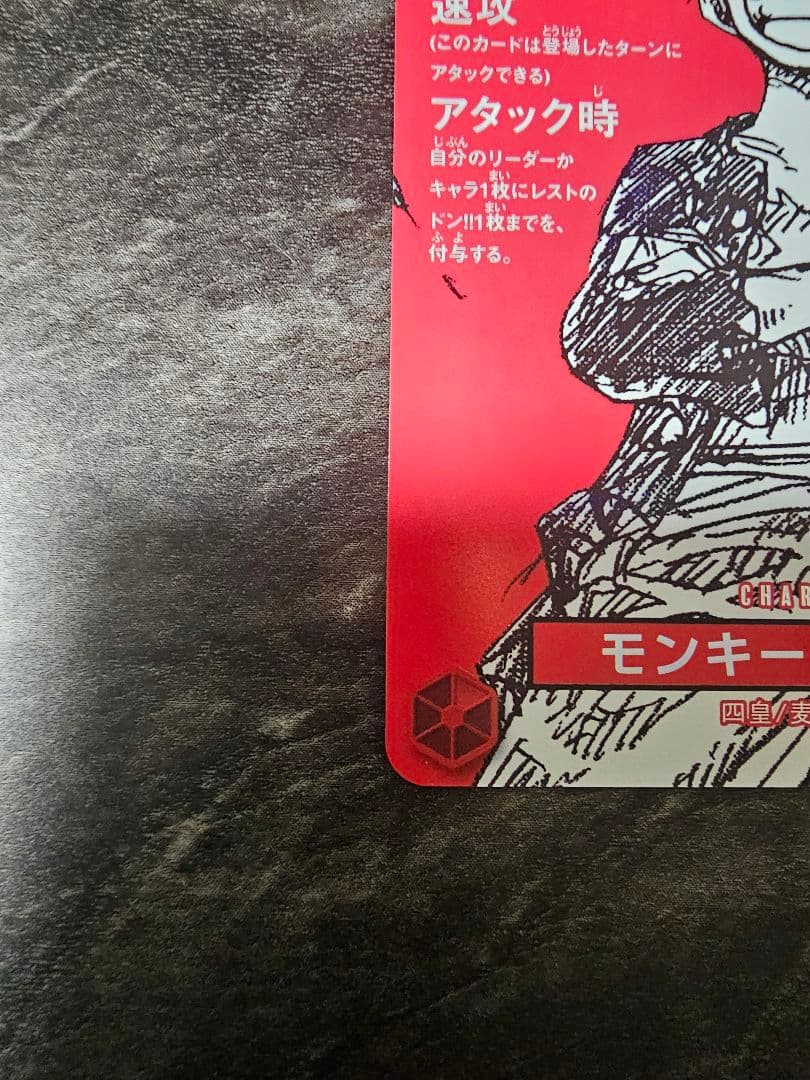 速攻
(このカードは登場したターンに
アタックできる)
アタック時
自分のリーダーか
キャラ1枚にレストの
ドン!!1枚までを、
付与する。
CHAR
モンキー
四皇/麦